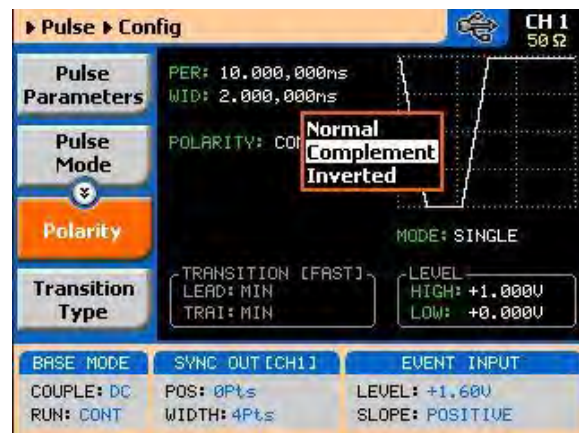 ▸ Pulse ▸ Config
CH 1
50 Ω
Pulse Parameters
PER: 10.000,000ms
WID: 2.000,000ms
Pulse Mode
POLARITY: COM
Normal
Complement
Inverted
Polarity
MODE: SINGLE
Transition Type
TRANSITION [FAST]
LEAD: MIN
TRAI: MIN
LEVEL
HIGH: +1.000V
LOW: +0.000V
BASE MODE
COUPLE: DC
RUN: CONT
SYNC OUT [CH1]
POS: 0Pts
WIDTH: 4Pts
EVENT INPUT
LEVEL: +1.60V
SLOPE: POSITIVE